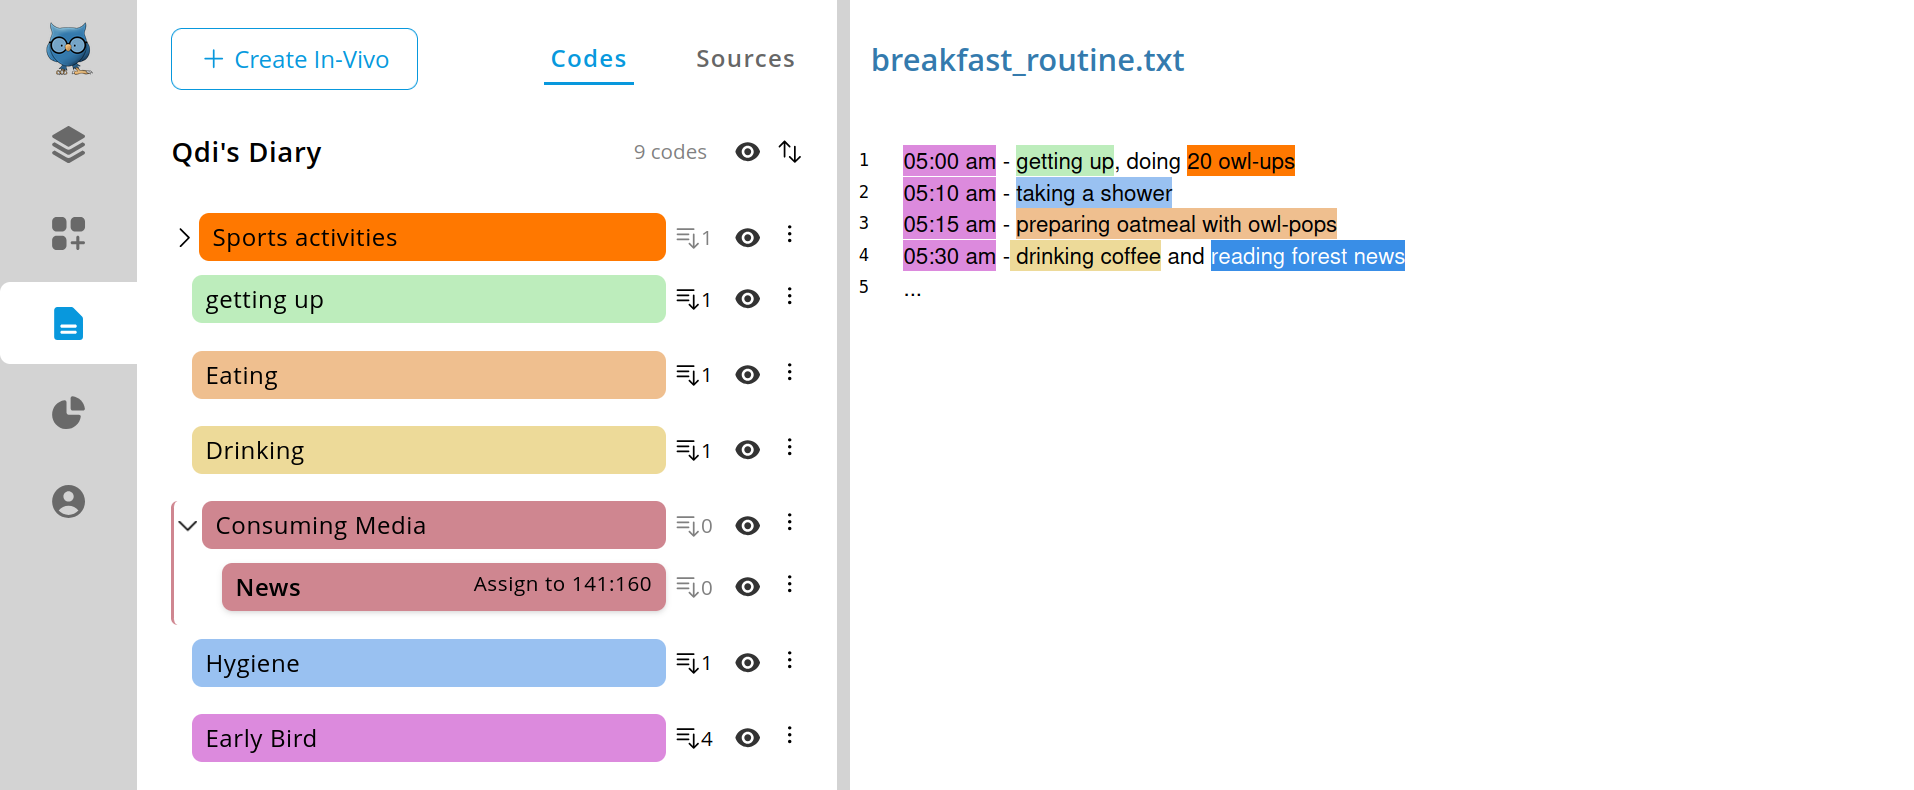 + Create In-Vivo
Codes
Sources
Qdi's Diary
9 codes
Sports activities
1
getting up
1
Eating
1
Drinking
1
Consuming Media
0
News
Assign to 141:160
0
Hygiene
1
Early Bird
4
breakfast_routine.txt
1 05:00 am - getting up, doing 20 owl-ups
2 05:10 am - taking a shower
3 05:15 am - preparing oatmeal with owl-pops
4 05:30 am - drinking coffee and reading forest news
5 ...